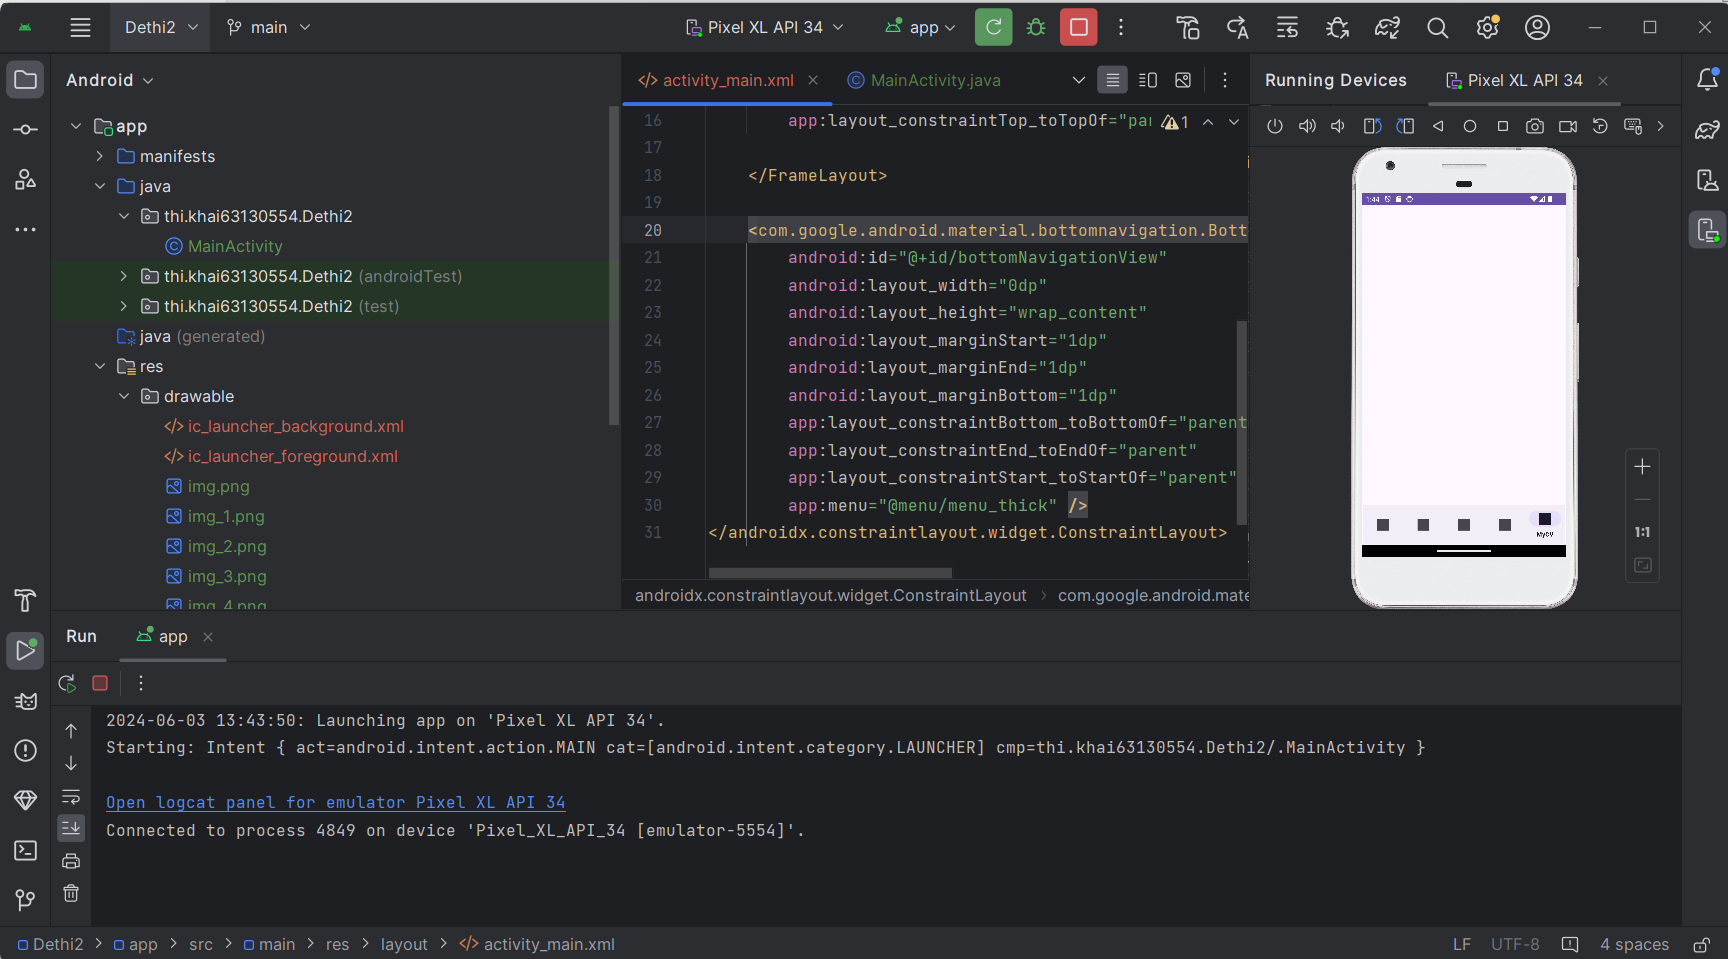 Dethi2
main
Pixel XL API 34
app
Android
activity_main.xml
MainActivity.java
Running Devices
Pixel XL API 34
app
manifests
java
thi.khai63130554.Dethi2
MainActivity
thi.khai63130554.Dethi2 (androidTest)
thi.khai63130554.Dethi2 (test)
java (generated)
res
drawable
ic_launcher_background.xml
ic_launcher_foreground.xml
img.png
img_1.png
img_2.png
img_3.png
img_4.png
16 app:layout_constraintTop_toTopOf="par
1
17
18 </FrameLayout>
19
20 <com.google.android.material.bottomnavigation.Bott
21 android:id="@+id/bottomNavigationView"
22 android:layout_width="0dp"
23 android:layout_height="wrap_content"
24 android:layout_marginStart="1dp"
25 android:layout_marginEnd="1dp"
26 android:layout_marginBottom="1dp"
27 app:layout_constraintBottom_toBottomOf="parent
28 app:layout_constraintEnd_toEndOf="parent"
29 app:layout_constraintStart_toStartOf="parent"
30 app:menu="@menu/menu_thick" />
31 </androidx.constraintlayout.widget.ConstraintLayout>
androidx.constraintlayout.widget.ConstraintLayout > com.google.android.mate
1:44
MyCV
1:1
Run
app
2024-06-03 13:43:50: Launching app on 'Pixel XL API 34'.
Starting: Intent { act=android.intent.action.MAIN cat=[android.intent.category.LAUNCHER] cmp=thi.khai63130554.Dethi2/.MainActivity }
Open logcat panel for emulator Pixel XL API 34
Connected to process 4849 on device 'Pixel_XL_API_34 [emulator-5554]'.
Dethi2 > app > src > main > res > layout > activity_main.xml
LF UTF-8 4 spaces